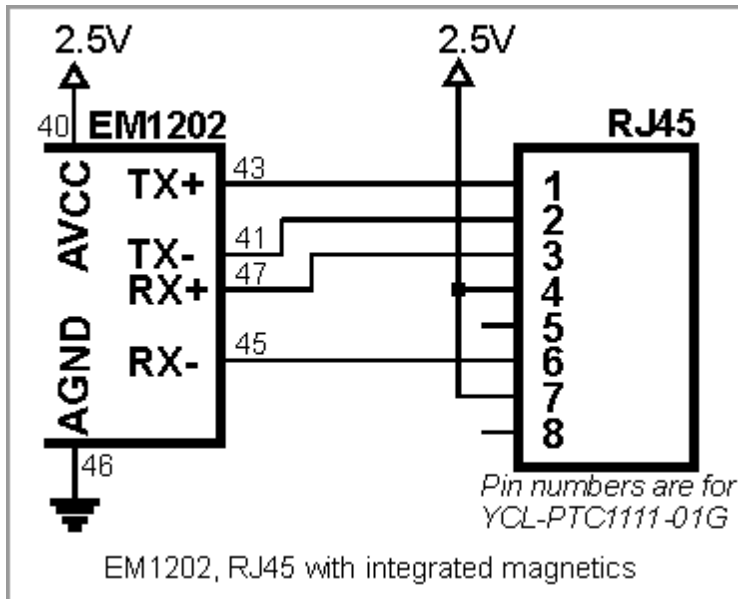 2.5V
2.5V
40
EM1202
RJ45
AVCC
TX+
43
1
2
TX-
41
3
RX+
47
4
5
AGND
RX-
45
6
7
8
46
Pin numbers are for
YCL-PTC1111-01G
EM1202, RJ45 with integrated magnetics